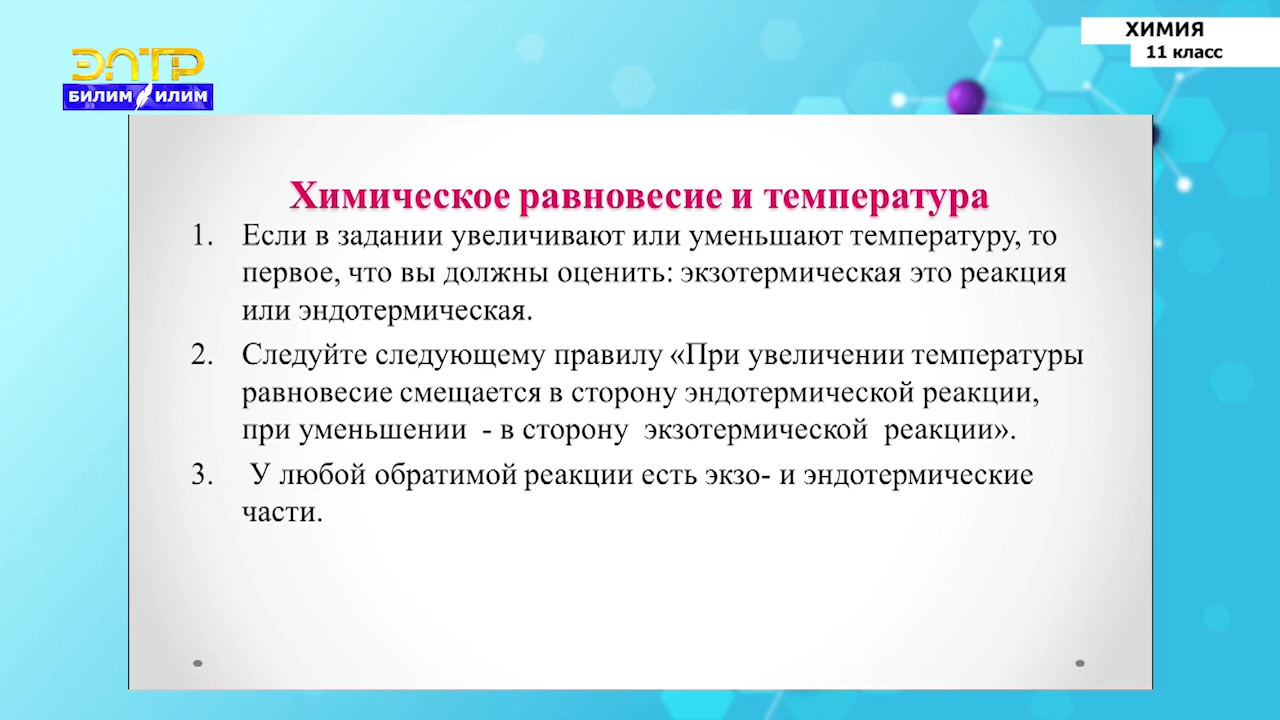 ХИМИЯ
11 класс
ЭЛТР
БИЛИМ ИЛИМ
Химическое равновесие и температура
1. Если в задании увеличивают или уменьшают температуру, то
первое, что вы должны оценить: экзотермическая это реакция
или эндотермическая.
2. Следуйте следующему правилу «При увеличении температуры
равновесие смещается в сторону эндотермической реакции,
при уменьшении - в сторону экзотермической реакции».
3. У любой обратимой реакции есть экзо- и эндотермические
части.